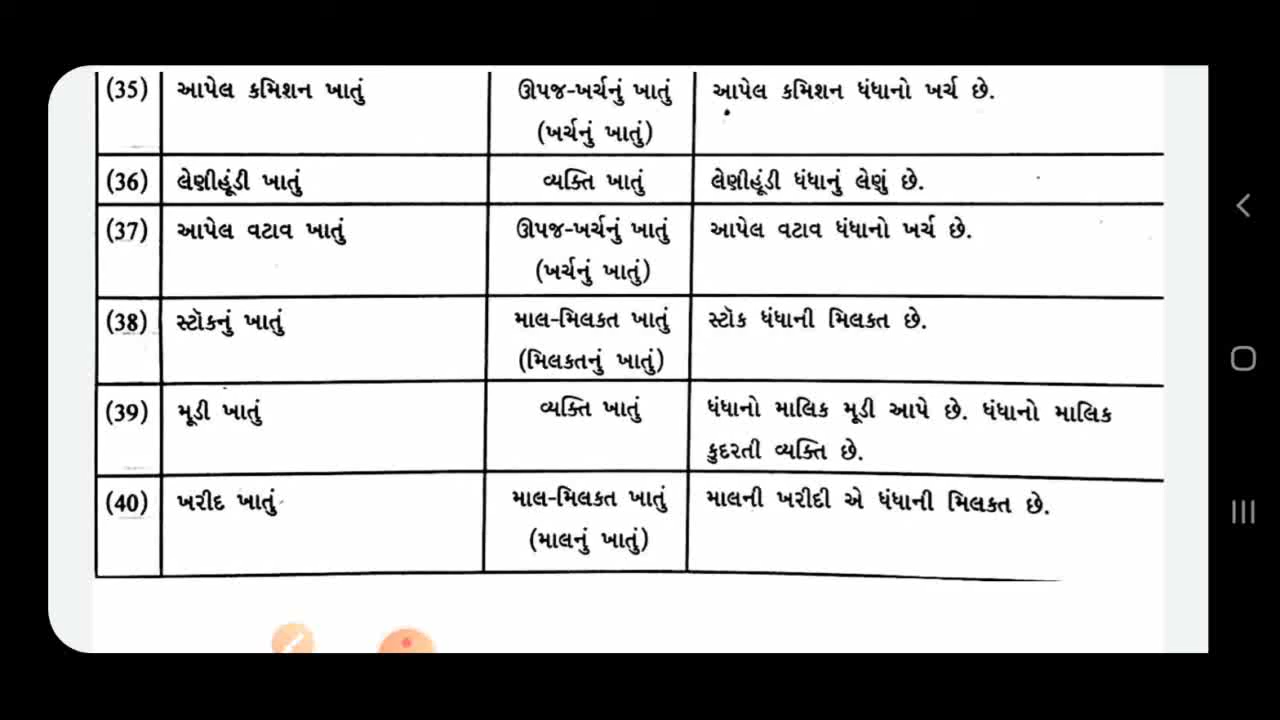 (35) આપેલ કમિશન ખાતું ઊપજ-ખર્ચનું ખાતું આપેલ કમિશન ધંધાનો ખર્ચ છે.
(ખર્ચનું ખાતું)
(36) લેણીહૂંડી ખાતું વ્યક્તિ ખાતું લેણીહૂંડી ધંધાનું લેણું છે.
(37) આપેલ વટાવ ખાતું ઊપજ-ખર્ચનું ખાતું આપેલ વટાવ ધંધાનો ખર્ચ છે.
(ખર્ચનું ખાતું)
(38) સ્ટૉકનું ખાતું માલ-મિલકત ખાતું સ્ટૉક ધંધાની મિલકત છે.
(મિલકતનું ખાતું)
(39) મૂડી ખાતું વ્યક્તિ ખાતું ધંધાનો માલિક મૂડી આપે છે. ધંધાનો માલિક
કુદરતી વ્યક્તિ છે.
(40) ખરીદ ખાતું માલ-મિલકત ખાતું માલની ખરીદી એ ધંધાની મિલકત છે.
(માલનું ખાતું)